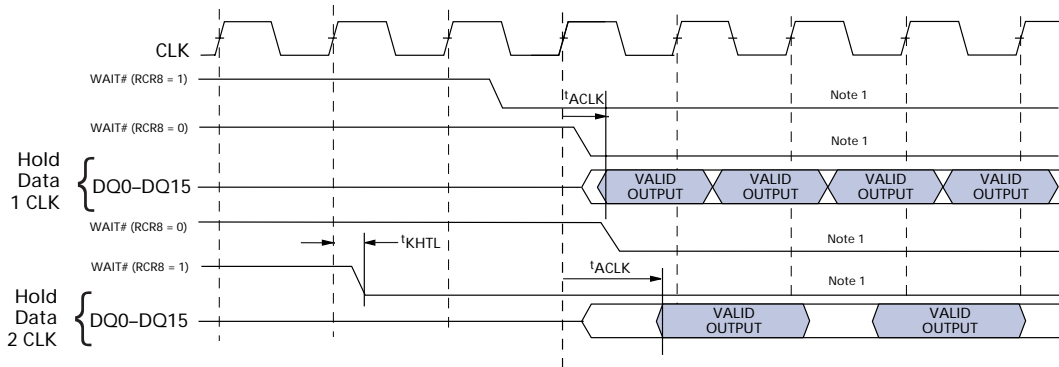 CLK
WAIT# (RCR8 = 1)
Note 1
tACLK
WAIT# (RCR8 = 0)
Note 1
Hold
Data
1 CLK
DQ0–DQ15
VALID
OUTPUT
VALID
OUTPUT
VALID
OUTPUT
VALID
OUTPUT
WAIT# (RCR8 = 0)
Note 1
tKHTL
WAIT# (RCR8 = 1)
tACLK
Note 1
Hold
Data
2 CLK
DQ0–DQ15
VALID
OUTPUT
VALID
OUTPUT